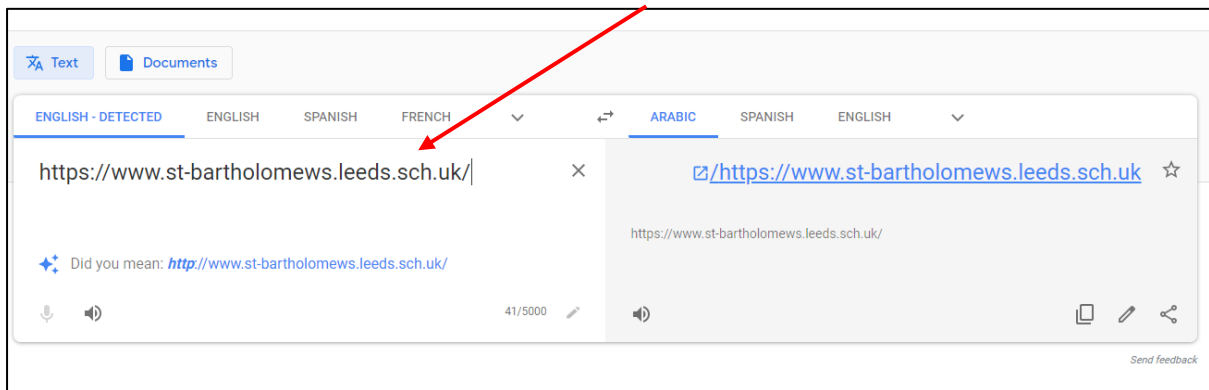 Text Documents
ENGLISH - DETECTED ENGLISH SPANISH FRENCH ARABIC SPANISH ENGLISH
https://www.st-bartholomews.leeds.sch.uk/
/https://www.st-bartholomews.leeds.sch.uk
https://www.st-bartholomews.leeds.sch.uk/
Did you mean: http://www.st-bartholomews.leeds.sch.uk/
41/5000
Send feedback